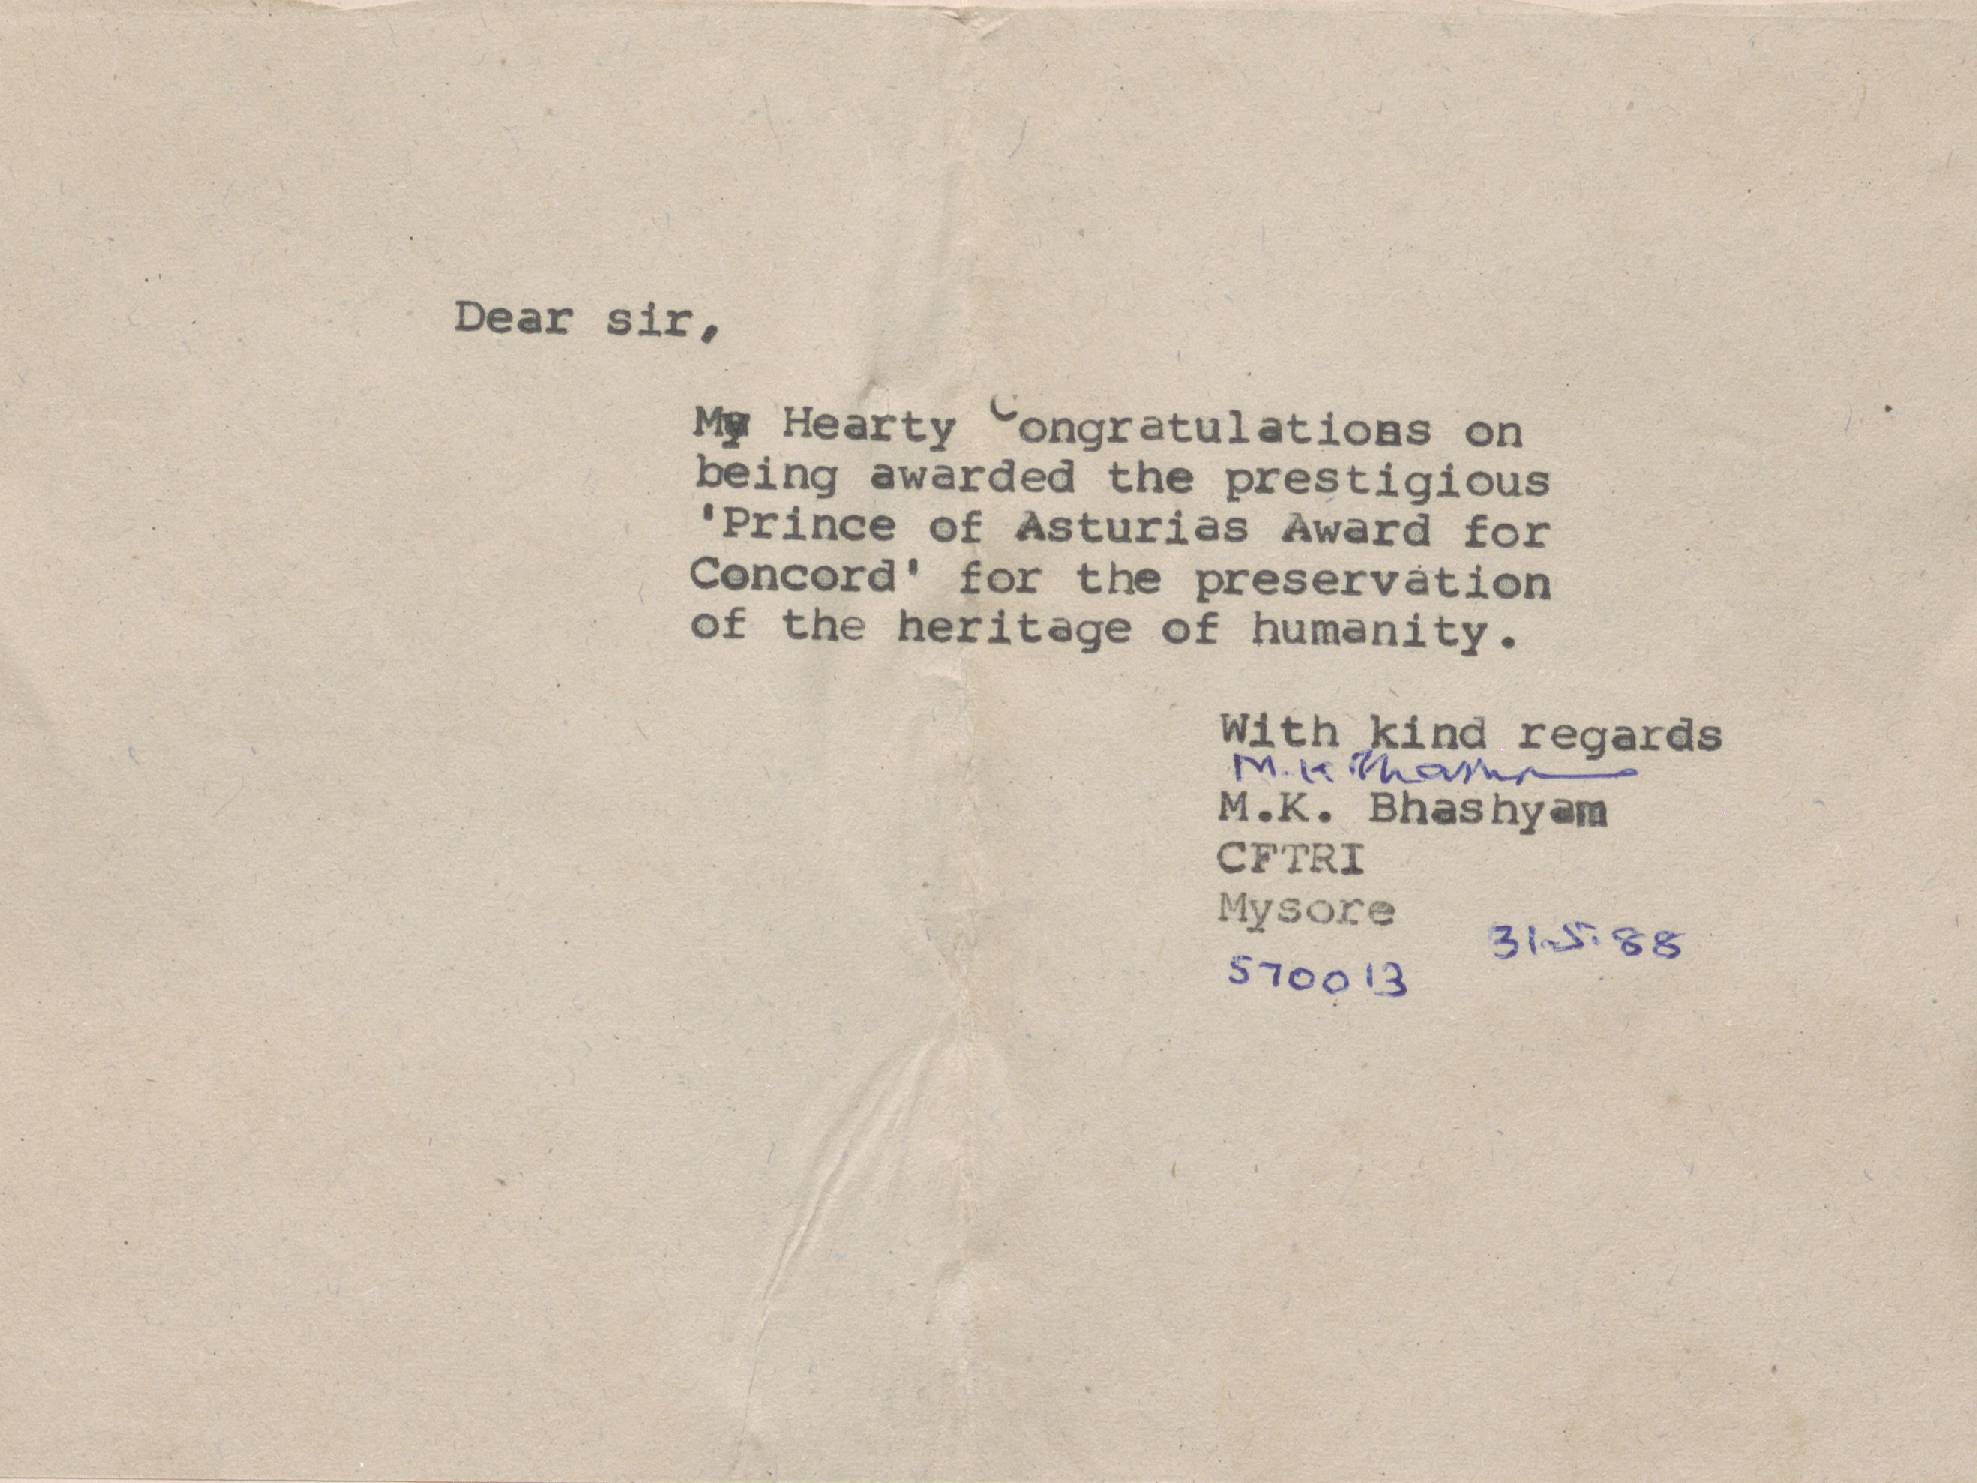 Dear sir,
My Hearty Congratulations on
being awarded the prestigious
'Prince of Asturias Award for
Concord' for the preservation
of the heritage of humanity.
With kind regards
M.K. Bhashyam
M.K. Bhashyam
CFTRI
Mysore
31.5.88
570013